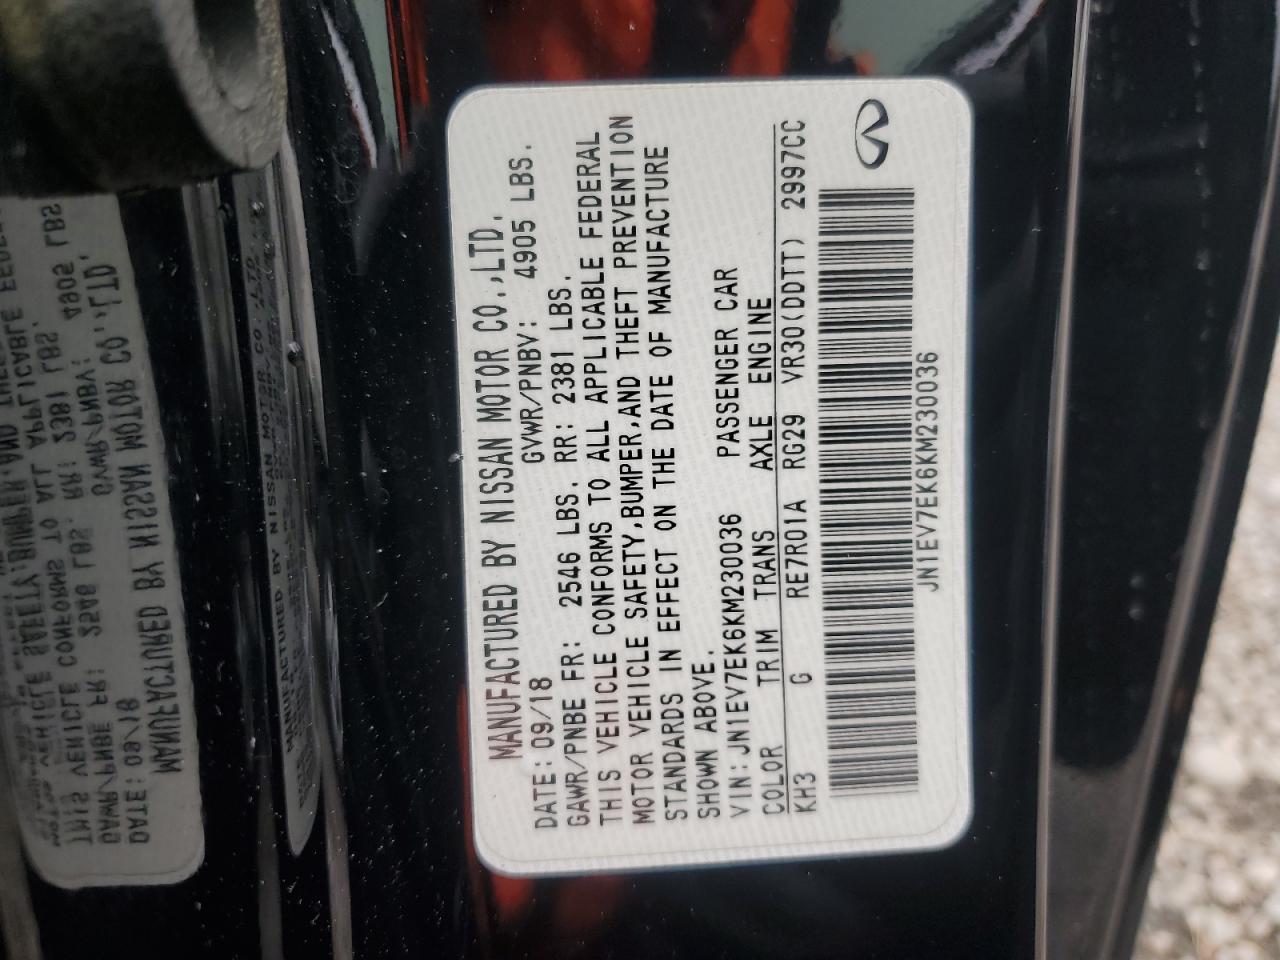 MANUFACTURED BY NISSAN MOTOR CO.,LTD.
DATE: 09/18 GVWR/PNBV: 4905 LBS.
GAWR/PNBE FR: 2546 LBS. RR: 2381 LBS.
THIS VEHICLE CONFORMS TO ALL APPLICABLE FEDERAL
MOTOR VEHICLE SAFETY,BUMPER,AND THEFT PREVENTION
STANDARDS IN EFFECT ON THE DATE OF MANUFACTURE
SHOWN ABOVE.
VIN:JN1EV7EK6KM230036 PASSENGER CAR
COLOR TRIM TRANS AXLE ENGINE
KH3 G RE7R01A RG29 VR30(DDTT) 2997CC
JN1EV7EK6KM230036